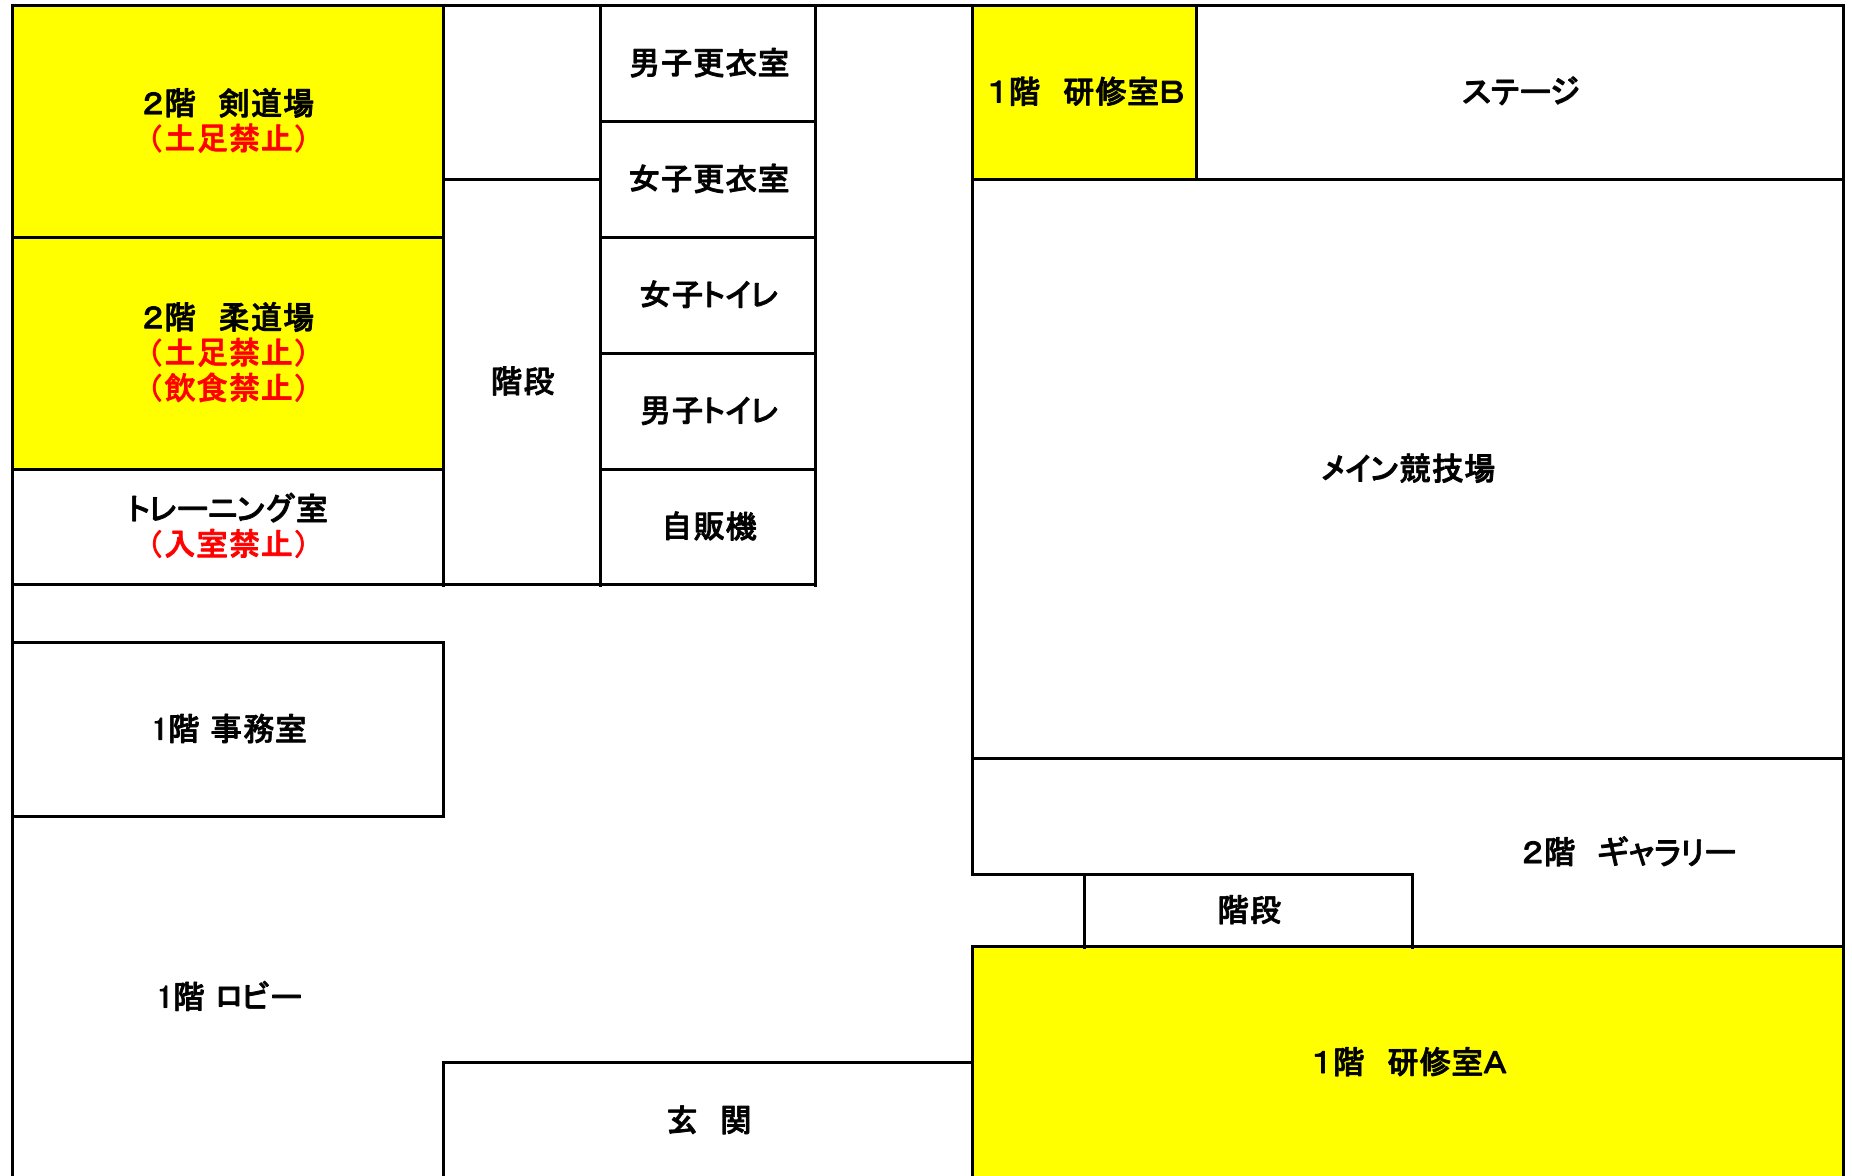 2階　剣道場
（土足禁止）
2階　柔道場
（土足禁止）
（飲食禁止）
トレーニング室
（入室禁止）
階段
男子更衣室
女子更衣室
女子トイレ
男子トイレ
自販機
1階　研修室B
ステージ
メイン競技場
1階 事務室
2階　ギャラリー
階段
1階 ロビー
1階　研修室A
玄　関